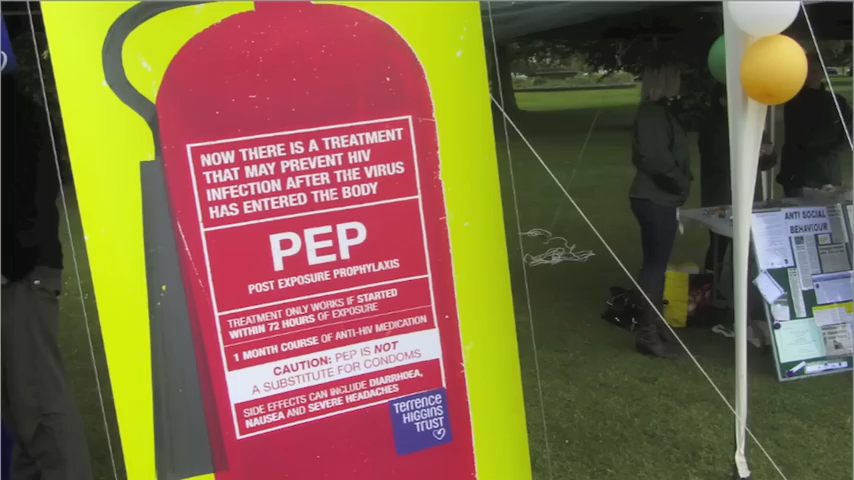 NOW THERE IS A TREATMENT
THAT MAY PREVENT HIV
INFECTION AFTER THE VIRUS
HAS ENTERED THE BODY
PEP
POST EXPOSURE PROPHYLAXIS
TREATMENT ONLY WORKS IF STARTED
WITHIN 72 HOURS OF EXPOSURE
1 MONTH COURSE OF ANTI-HIV MEDICATION
CAUTION: PEP IS NOT
A SUBSTITUTE FOR CONDOMS
SIDE EFFECTS CAN INCLUDE DIARRHOEA,
NAUSEA AND SEVERE HEADACHES
TERRENCE
HIGGINS
TRUST
ANTI SOCIAL
BEHAVIOUR